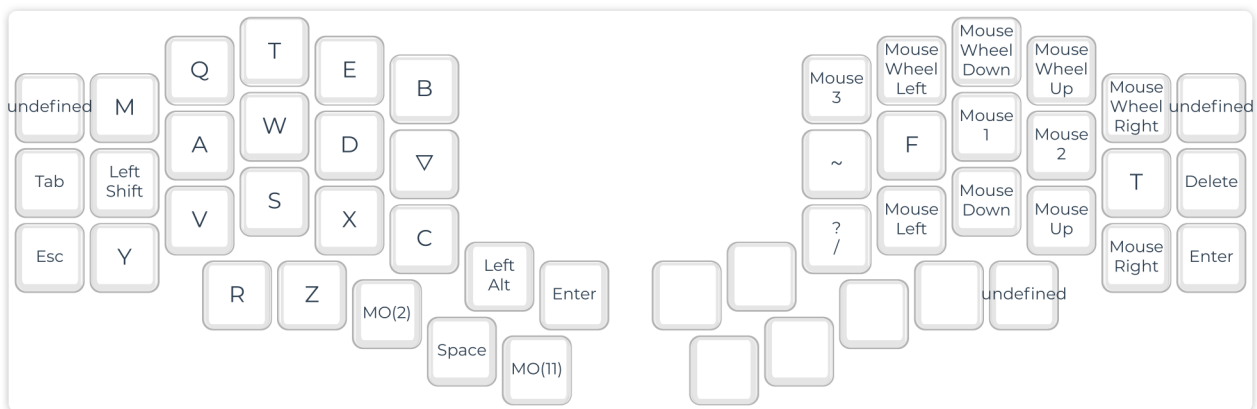 undefined
M
Q
T
E
B
Mouse
3
Mouse
Wheel
Left
Mouse
Wheel
Down
Mouse
Wheel
Up
Mouse
Wheel
Right
undefined
Tab
Left
Shift
A
W
D
▽
~
F
Mouse
1
Mouse
2
T
Delete
Esc
Y
V
S
X
C
?
/
Mouse
Left
Mouse
Down
Mouse
Up
Mouse
Right
Enter
R
Z
MO(2)
Left
Alt
Enter
Space
MO(11)
undefined